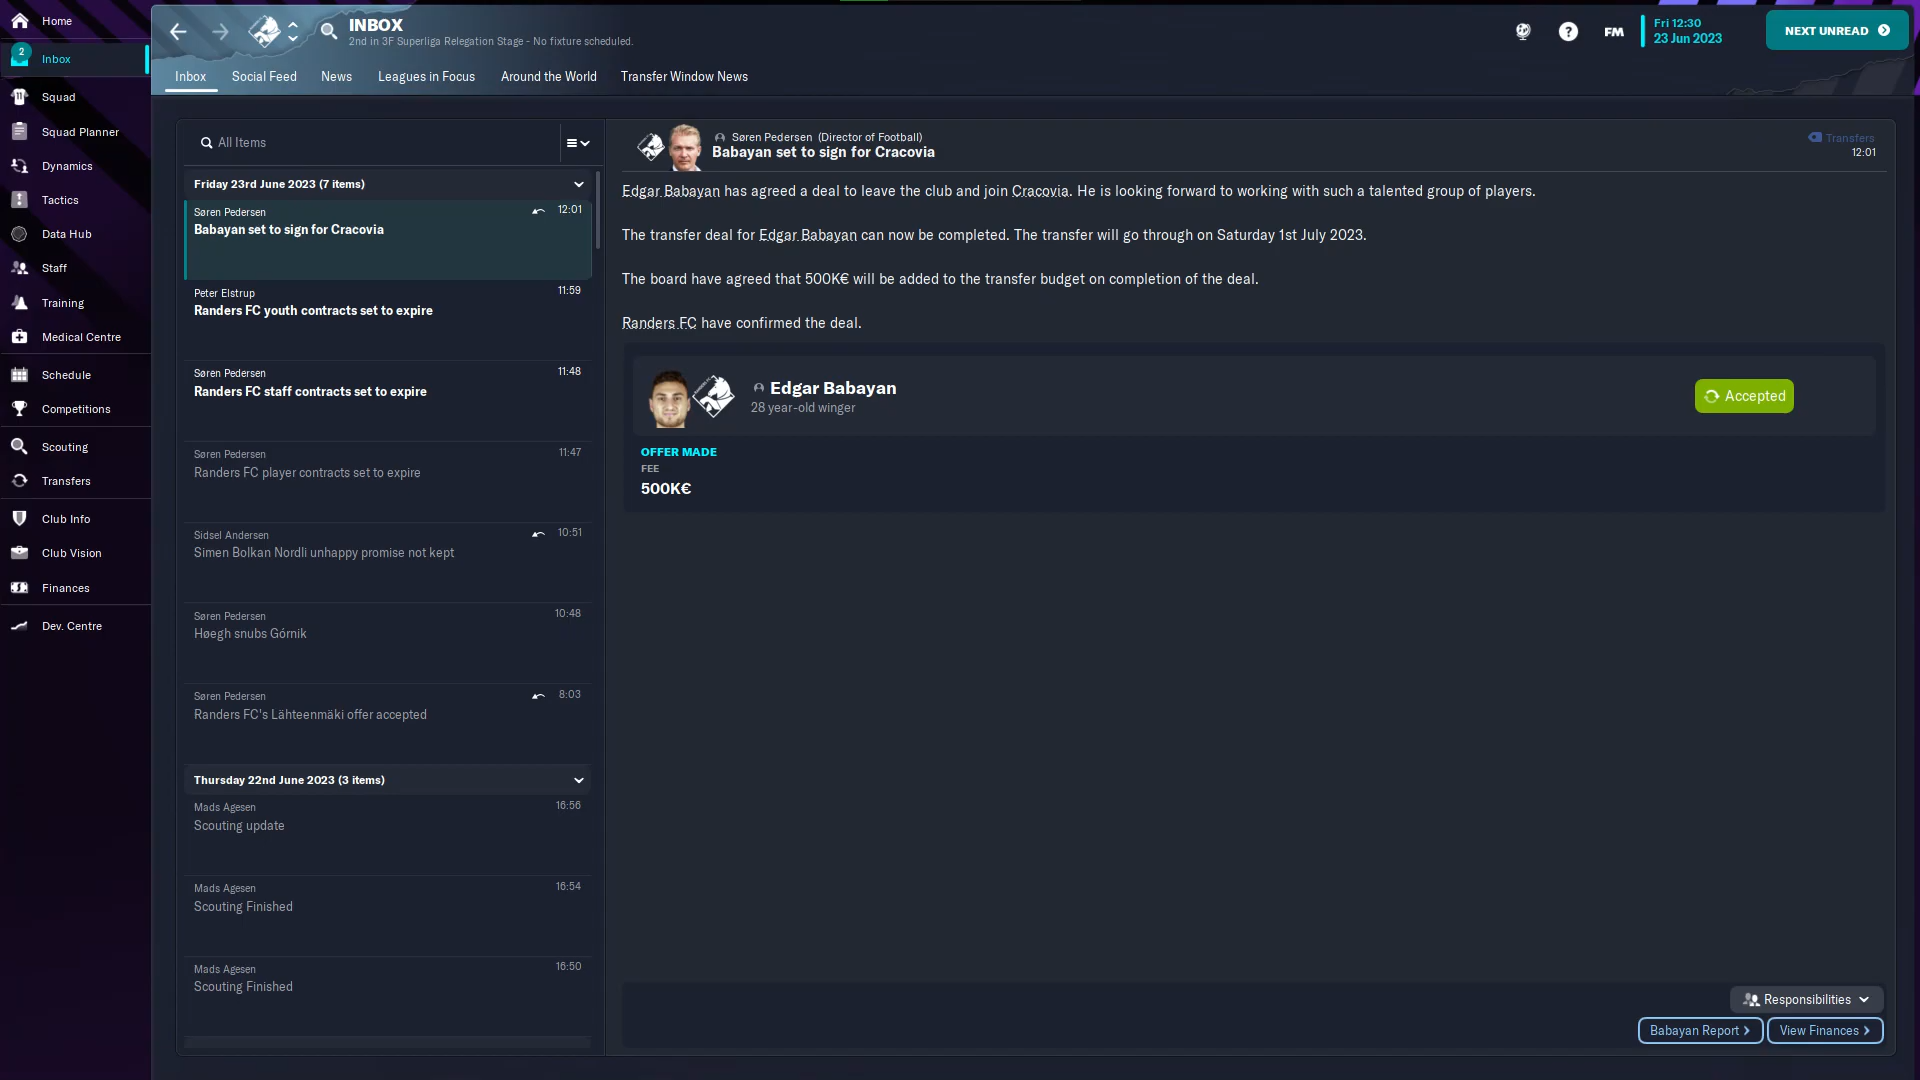 Home
2
Inbox
Squad
Squad Planner
Dynamics
Tactics
Data Hub
Staff
Training
Medical Centre
Schedule
Competitions
Scouting
Transfers
Club Info
Club Vision
Finances
Dev. Centre
INBOX
2nd in 3F Superliga Relegation Stage - No fixture scheduled.
FM
Fri 12:30
23 Jun 2023
NEXT UNREAD
Inbox Social Feed News Leagues in Focus Around the World Transfer Window News
All Items
Friday 23rd June 2023 (7 items)
Søren Pedersen 12:01
Babayan set to sign for Cracovia
Peter Elstrup 11:59
Randers FC youth contracts set to expire
Søren Pedersen 11:48
Randers FC staff contracts set to expire
Søren Pedersen 11:47
Randers FC player contracts set to expire
Sidsel Andersen 10:51
Simen Bolkan Nordli unhappy promise not kept
Søren Pedersen 10:48
Høegh snubs Górnik
Søren Pedersen 8:03
Randers FC's Lähteenmäki offer accepted
Thursday 22nd June 2023 (3 items)
Mads Agesen 16:56
Scouting update
Mads Agesen 16:54
Scouting Finished
Mads Agesen 16:50
Scouting Finished
Søren Pedersen (Director of Football)
Babayan set to sign for Cracovia
Transfers
12:01
Edgar Babayan has agreed a deal to leave the club and join Cracovia. He is looking forward to working with such a talented group of players.
The transfer deal for Edgar Babayan can now be completed. The transfer will go through on Saturday 1st July 2023.
The board have agreed that 500K€ will be added to the transfer budget on completion of the deal.
Randers FC have confirmed the deal.
Edgar Babayan
28 year-old winger
Accepted
OFFER MADE
FEE
500K€
Responsibilities
Babayan Report
View Finances